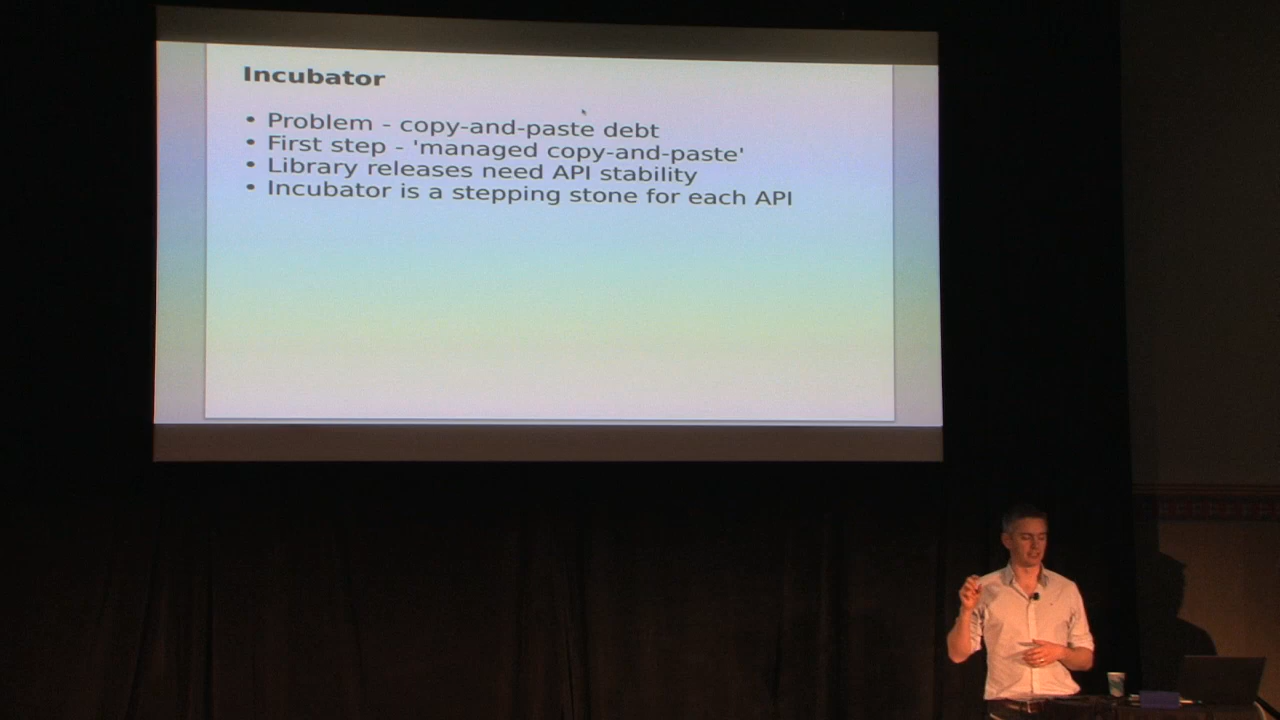 Incubator
• Problem - copy-and-paste debt
• First step - 'managed copy-and-paste'
• Library releases need API stability
• Incubator is a stepping stone for each API